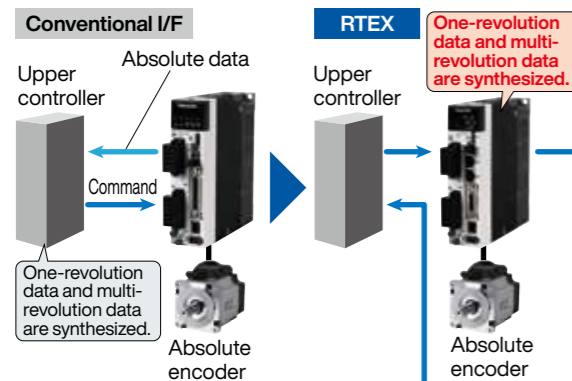 Conventional I/F
Absolute data
Upper
controller
Command
One-revolution
data and multi-
revolution data
are synthesized.
Absolute
encoder
RTEX
One-revolution
data and multi-
revolution data
are synthesized.
Upper
controller
Absolute
encoder